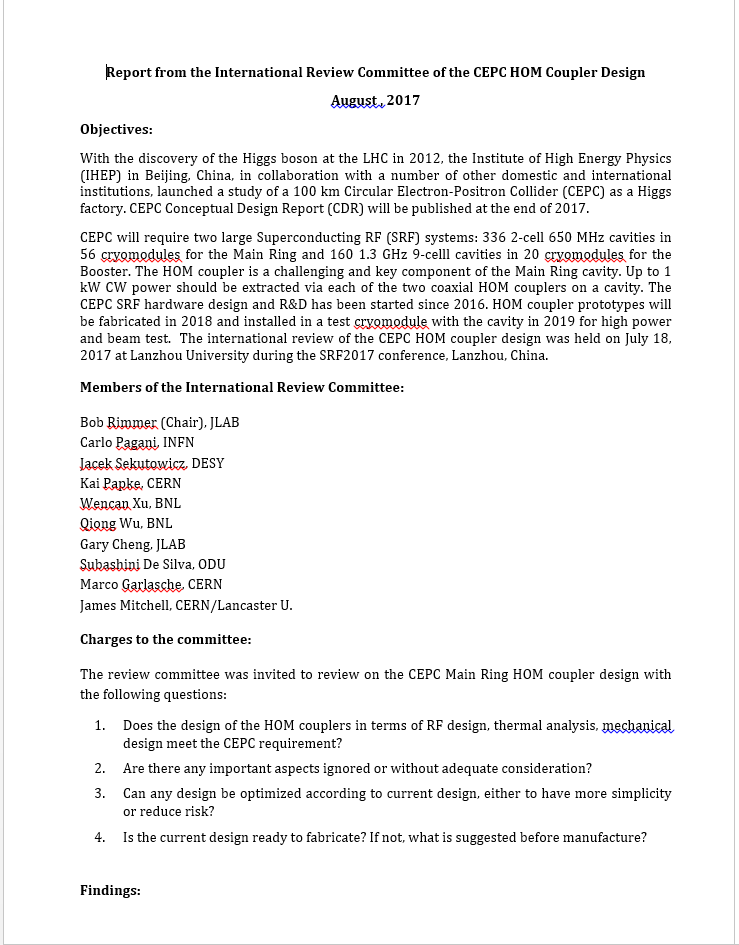 Report from the International Review Committee of the CEPC HOM Coupler Design
August , 2017
Objectives:
With the discovery of the Higgs boson at the LHC in 2012, the Institute of High Energy Physics
(IHEP) in Beijing, China, in collaboration with a number of other domestic and international
institutions, launched a study of a 100 km Circular Electron-Positron Collider (CEPC) as a Higgs
factory. CEPC Conceptual Design Report (CDR) will be published at the end of 2017.
CEPC will require two large Superconducting RF (SRF) systems: 336 2-cell 650 MHz cavities in
56 cryomodules for the Main Ring and 160 1.3 GHz 9-celll cavities in 20 cryomodules for the
Booster. The HOM coupler is a challenging and key component of the Main Ring cavity. Up to 1
kW CW power should be extracted via each of the two coaxial HOM couplers on a cavity. The
CEPC SRF hardware design and R&D has been started since 2016. HOM coupler prototypes will
be fabricated in 2018 and installed in a test cryomodule with the cavity in 2019 for high power
and beam test.  The international review of the CEPC HOM coupler design was held on July 18,
2017 at Lanzhou University during the SRF2017 conference, Lanzhou, China.
Members of the International Review Committee:
Bob Rimmer (Chair), JLAB
Carlo Pagani, INFN
Jacek Sekutowicz, DESY
Kai Papke, CERN
Wencan Xu, BNL
Qiong Wu, BNL
Gary Cheng, JLAB
Subashini De Silva, ODU
Marco Garlasche, CERN
James Mitchell, CERN/Lancaster U.
Charges to the committee:
The review committee was invited to review on the CEPC Main Ring HOM coupler design with
the following questions:
1. Does the design of the HOM couplers in terms of RF design, thermal analysis, mechanical
design meet the CEPC requirement?
2. Are there any important aspects ignored or without adequate consideration?
3. Can any design be optimized according to current design, either to have more simplicity
or reduce risk?
4. Is the current design ready to fabricate? If not, what is suggested before manufacture?
Findings: